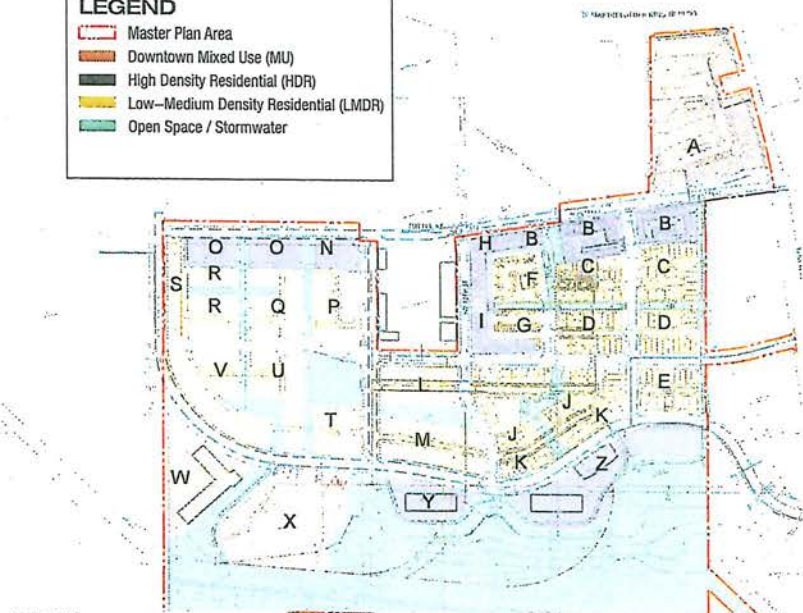 LEGEND
Master Plan Area
Downtown Mixed Use (MU)
High Density Residential (HDR)
Low–Medium Density Residential (LMDR)
Open Space / Stormwater
A
B
B
H B
O O N
C
C
R
F
S
R Q P
I
G D D
V U
E
J
K
T
J
M
K
Z
W
Y
X